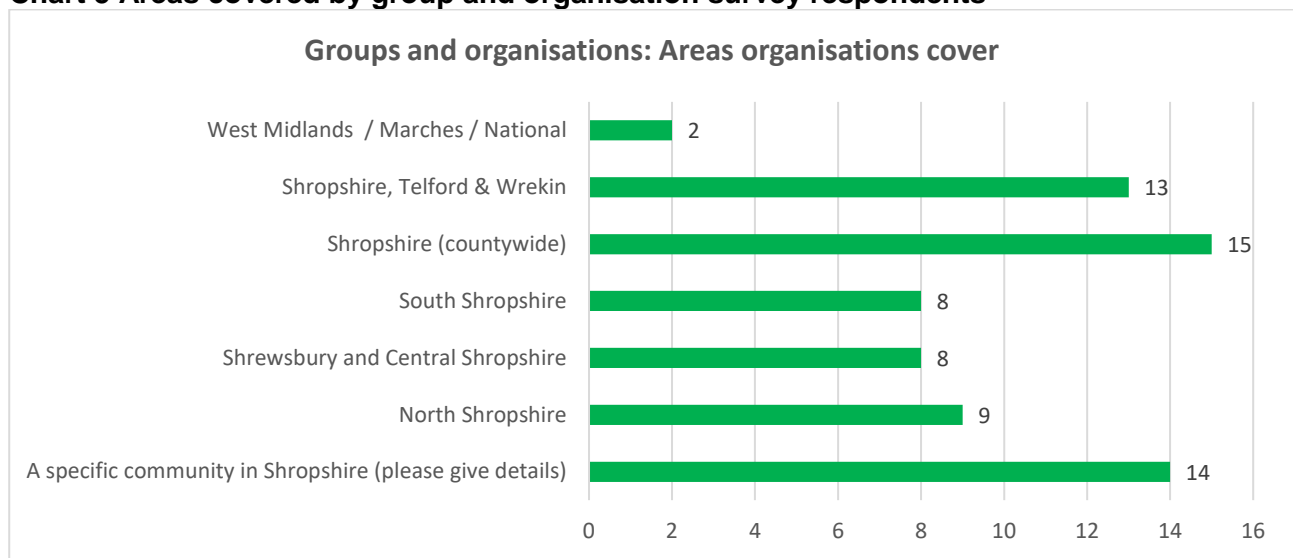 Groups and organisations: Areas organisations cover
West Midlands / Marches / National
2
Shropshire, Telford & Wrekin
13
Shropshire (countywide)
15
South Shropshire
8
Shrewsbury and Central Shropshire
8
North Shropshire
9
A specific community in Shropshire (please give details)
14
0 2 4 6 8 10 12 14 16